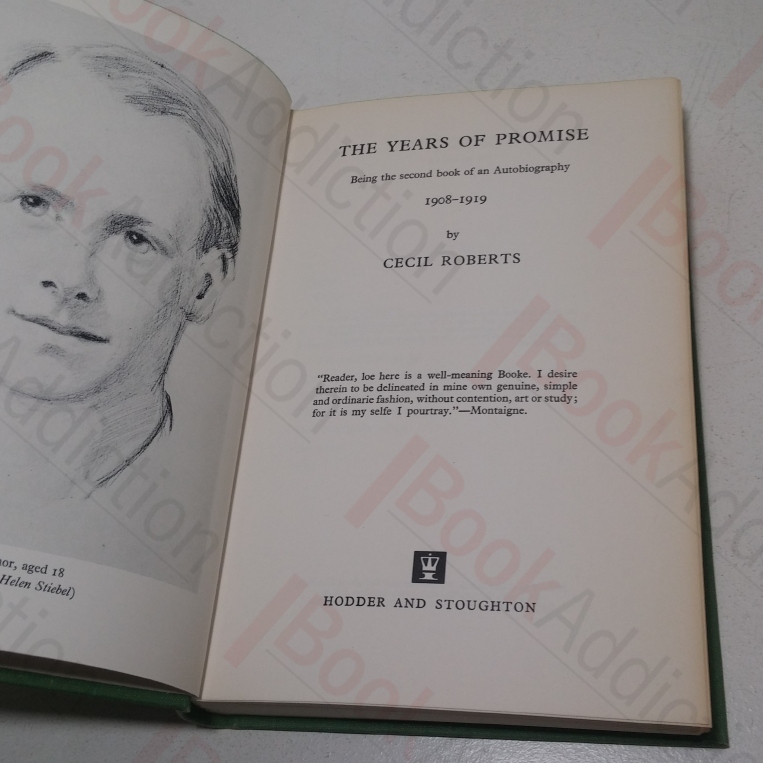 THE YEARS OF PROMISE
Being the second book of an Autobiography
1908–1919
by
CECIL ROBERTS
"Reader, loe here is a well-meaning Booke. I desire
therein to be delineated in mine own genuine, simple
and ordinarie fashion, without contention, art or study;
for it is my selfe I pourtray."—Montaigne.
HODDER AND STOUGHTON
aged 18
Helen Stiebel)
BookAddiction